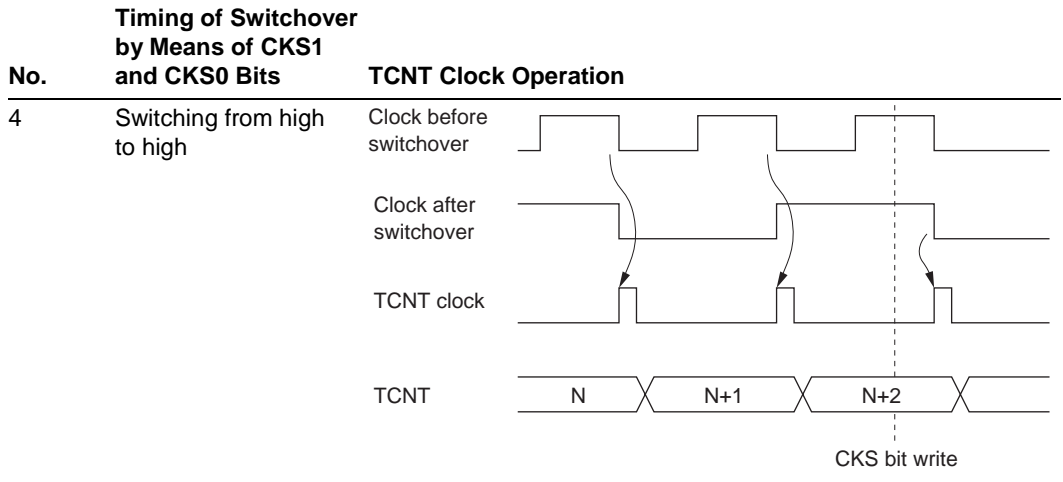 No.
Timing of Switchover
by Means of CKS1
and CKS0 Bits
TCNT Clock Operation
4
Switching from high
to high
Clock before
switchover
Clock after
switchover
TCNT clock
TCNT
N
N+1
N+2
CKS bit write